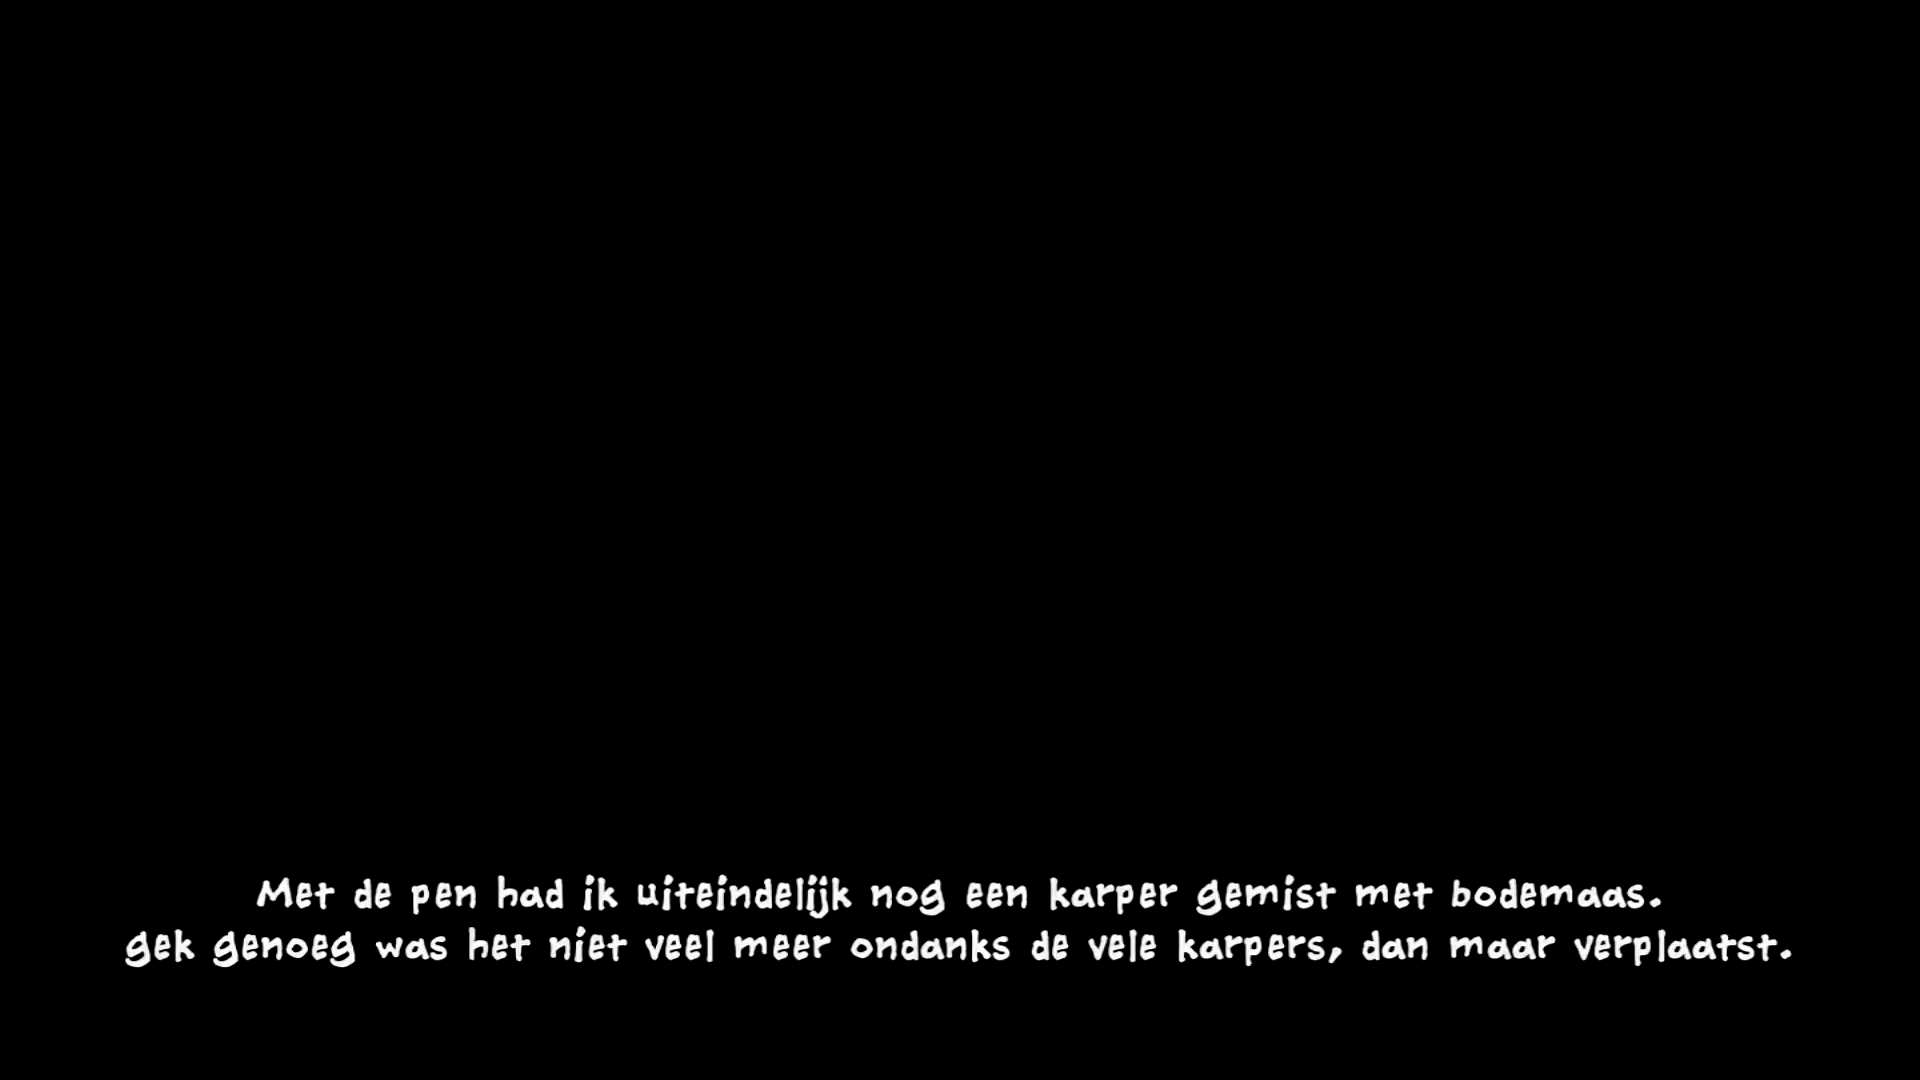 Met de pen had ik uiteindelijk nog een karper gemist met bodemaas.
gek genoeg was het niet veel meer ondanks de vele karpers, dan maar verplaatst.